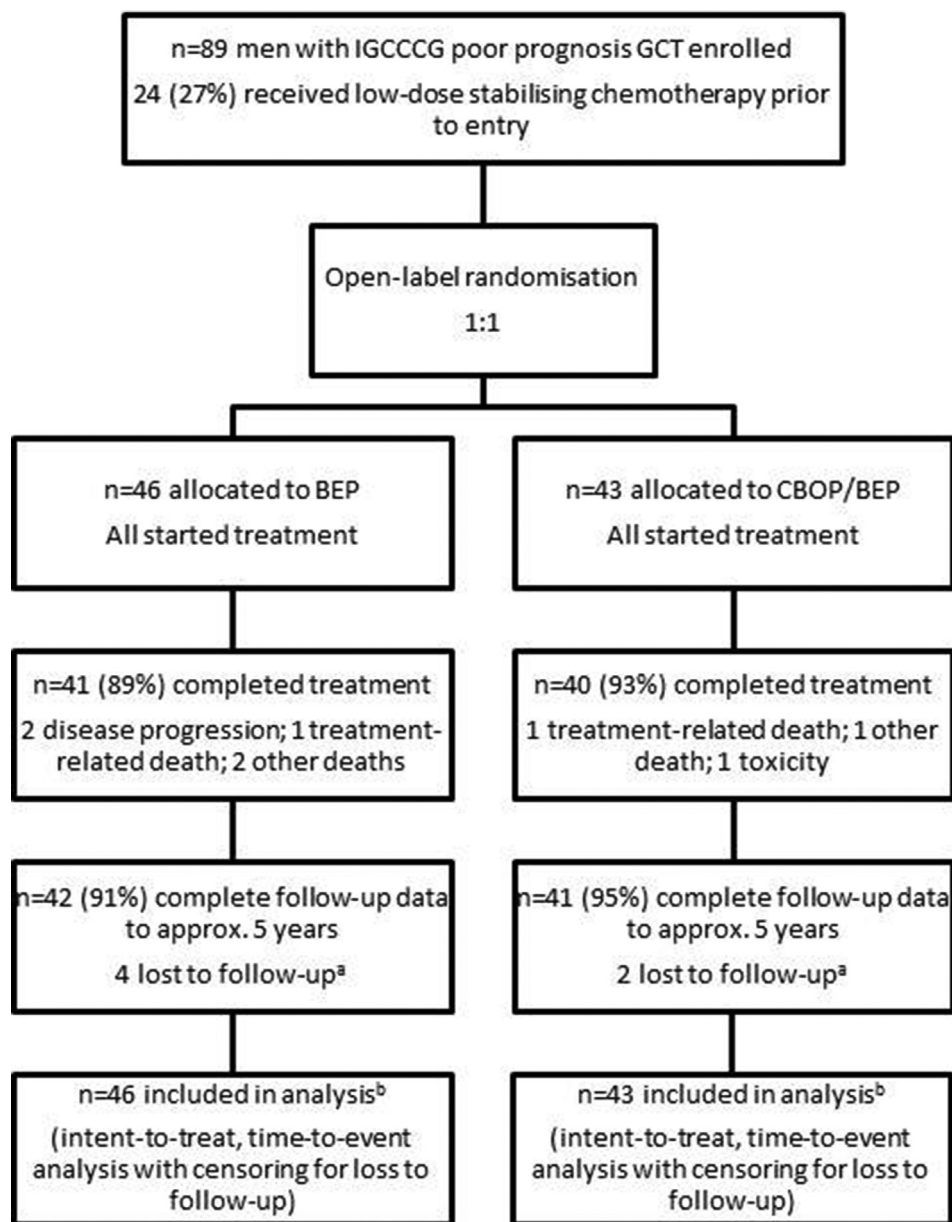 n=89 men with IGCCCG poor prognosis GCT enrolled
24 (27%) received low-dose stabilising chemotherapy prior
to entry
Open-label randomisation
1:1
n=46 allocated to BEP
All started treatment
n=43 allocated to CBOP/BEP
All started treatment
n=41 (89%) completed treatment
2 disease progression; 1 treatment-
related death; 2 other deaths
n=40 (93%) completed treatment
1 treatment-related death; 1 other
death; 1 toxicity
n=42 (91%) complete follow-up data
to approx. 5 years
4 lost to follow-upᵃ
n=41 (95%) complete follow-up data
to approx. 5 years
2 lost to follow-upᵃ
n=46 included in analysisᵇ
(intent-to-treat, time-to-event
analysis with censoring for loss to
follow-up)
n=43 included in analysisᵇ
(intent-to-treat, time-to-event
analysis with censoring for loss to
follow-up)